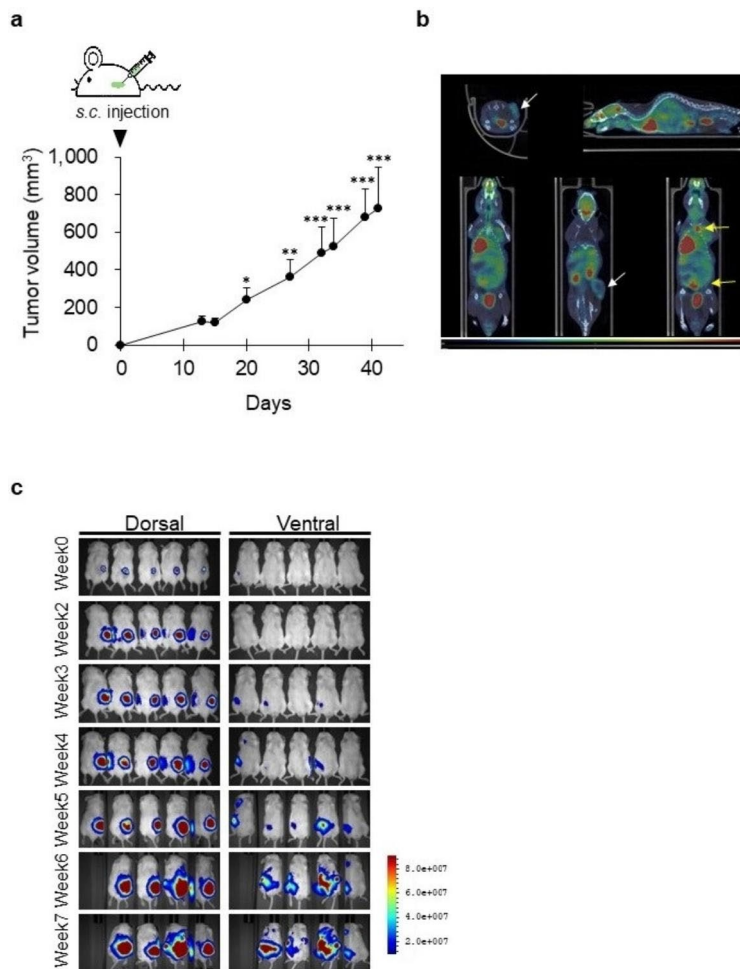 a
s.c. injection
Tumor volume (mm3)
1,000
800
600
400
200
0
* ** *** *** *** ***
0 10 20 30 40
Days
b
c
Dorsal Ventral
Week0
Week2
Week3
Week4
Week5
Week6
Week7
8.0e+007
6.0e+007
4.0e+007
2.0e+007